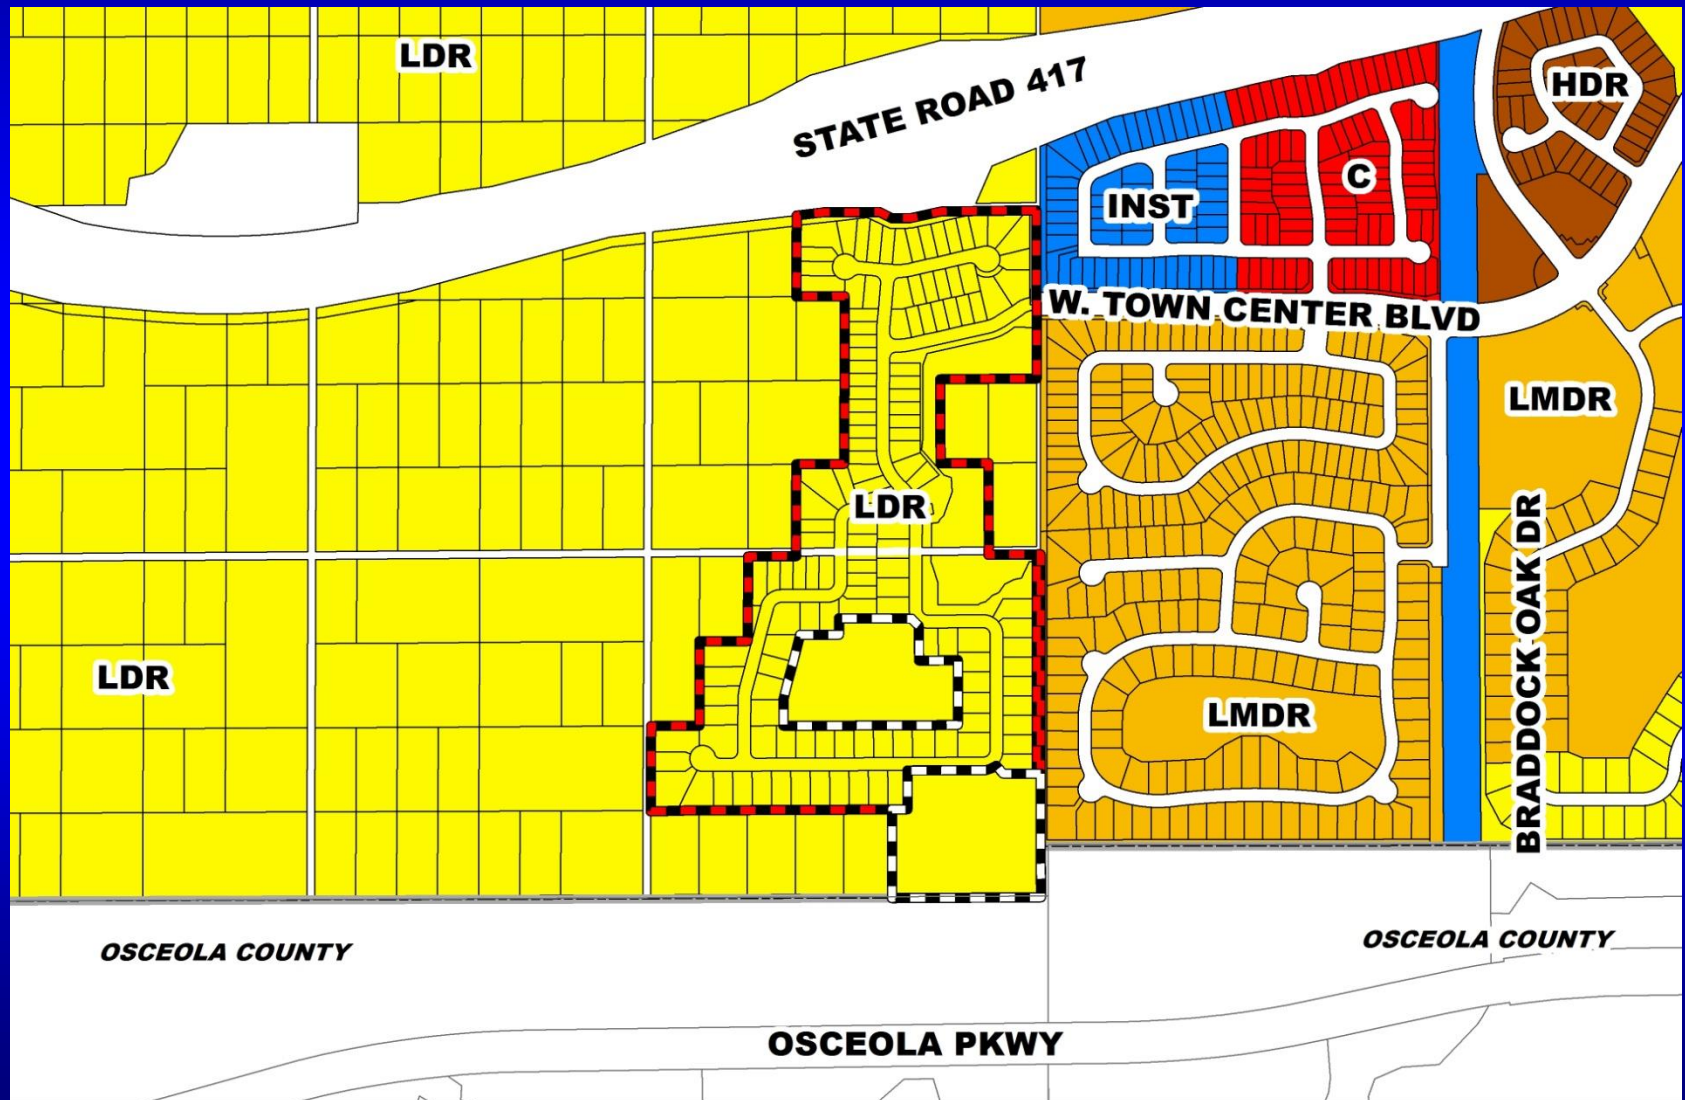 LDR
STATE ROAD 417
HDR
C
INST
W. TOWN CENTER BLVD
LMDR
LDR
BRADDOCK OAK DR
LDR
LMDR
OSCEOLA COUNTY
OSCEOLA COUNTY
OSCEOLA PKWY